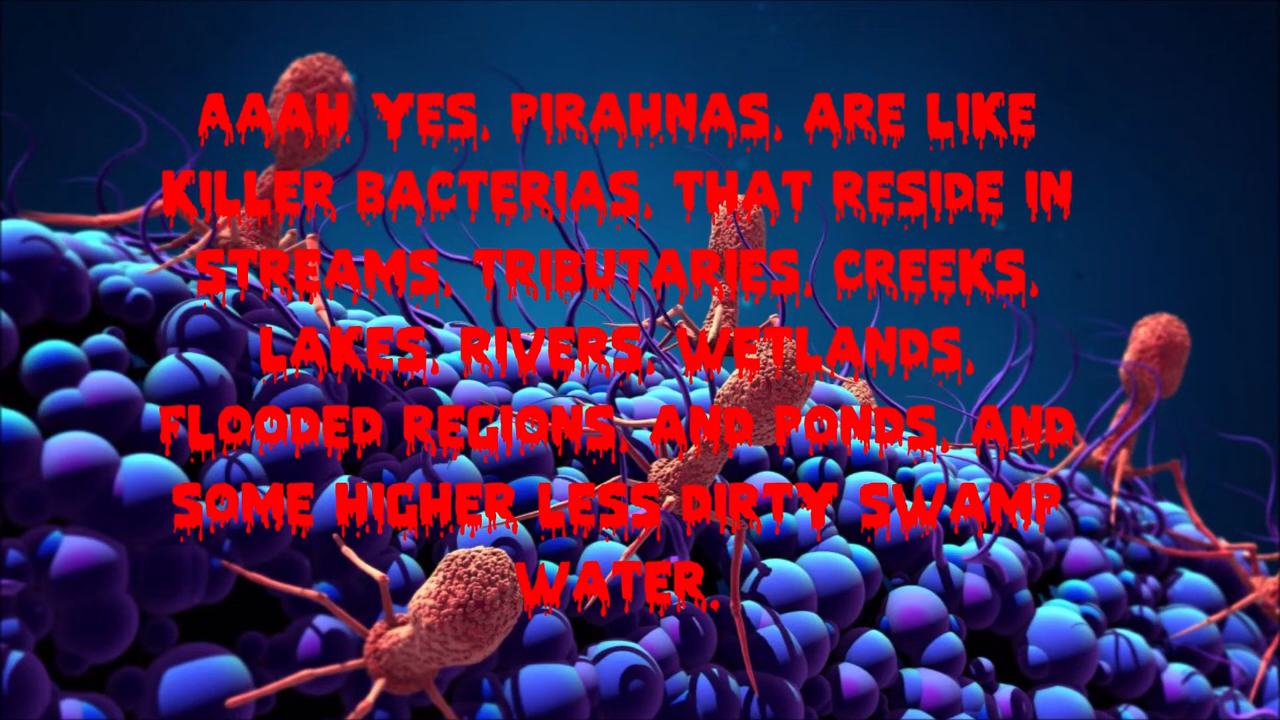 AAAH YES, PIRAHNAS, ARE LIKE
KILLER BACTERIAS, THAT RESIDE IN
STREAMS, TRIBUTARIES, CREEKS,
LAKES, RIVERS, WETLANDS,
FLOODED REGIONS, AND PONDS, AND
SOME HIGHER LESS DIRTY SWAMP
WATER,